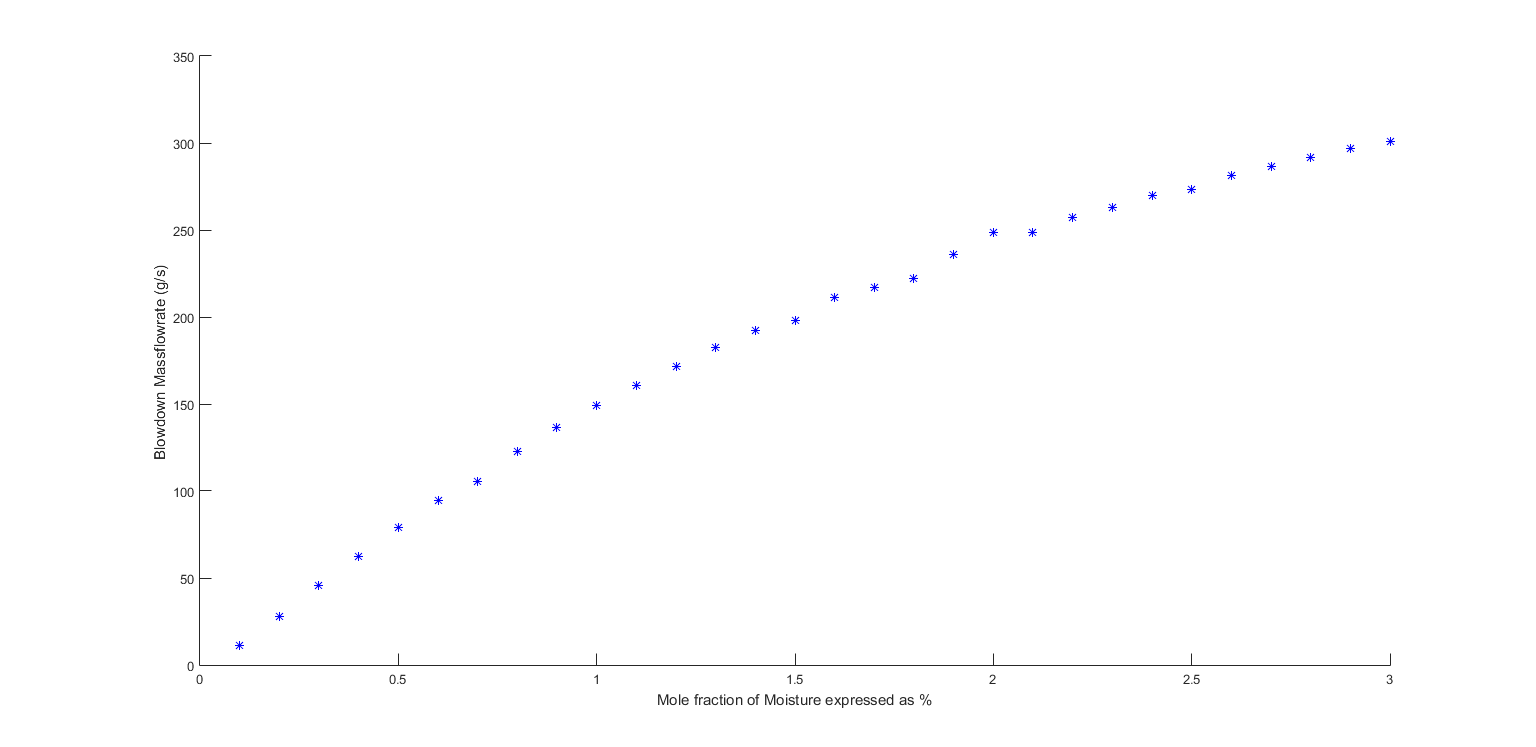 350
300
250
200
150
100
50
0
Blowdown Massflowrate (g/s)
0 0.5 1 1.5 2 2.5 3
Mole fraction of Moisture expressed as %